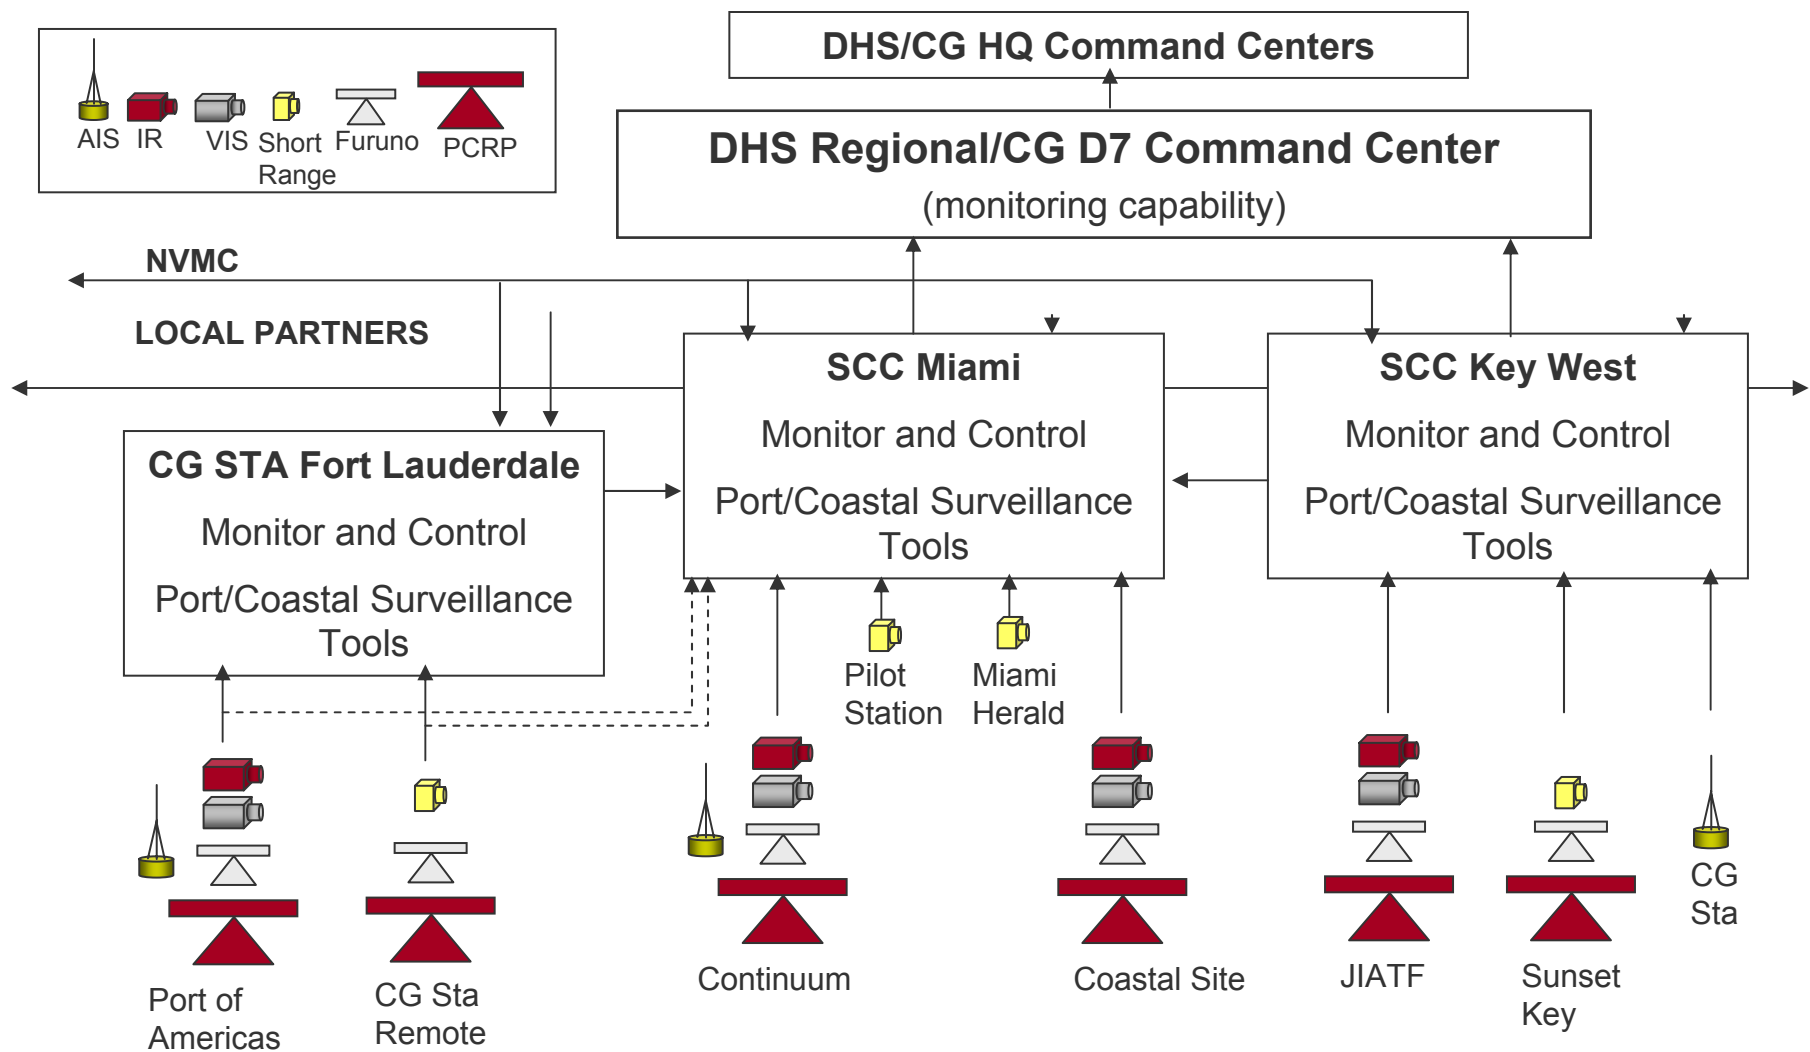 DHS/CG HQ Command Centers
AIS IR VIS Short Range Furuno PCRP
DHS Regional/CG D7 Command Center
(monitoring capability)
NVMC
LOCAL PARTNERS
SCC Miami
Monitor and Control
Port/Coastal Surveillance
Tools
SCC Key West
Monitor and Control
Port/Coastal Surveillance
Tools
CG STA Fort Lauderdale
Monitor and Control
Port/Coastal Surveillance
Tools
Pilot
Station
Miami
Herald
Port of
Americas
CG Sta
Remote
Continuum
Coastal Site
JIATF
Sunset
Key
CG
Sta